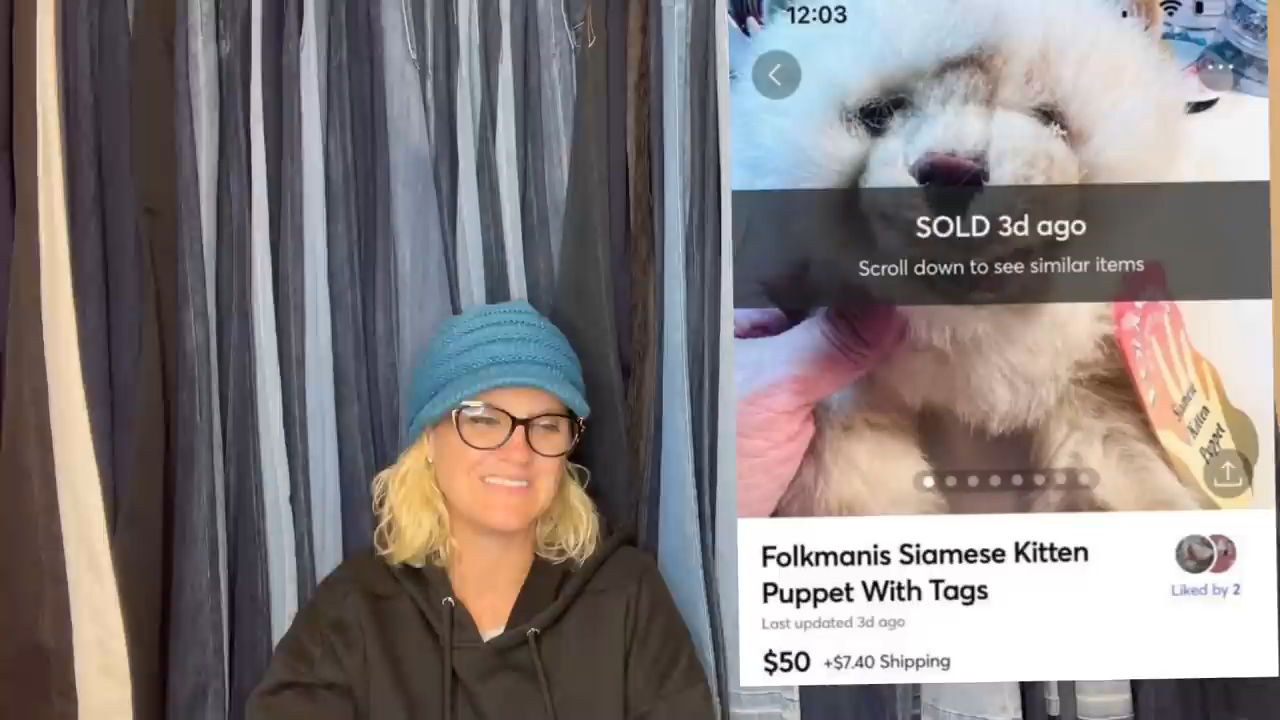 12:03
SOLD 3d ago
Scroll down to see similar items
Siamese
Kitten
Puppet
Folkmanis Siamese Kitten
Puppet With Tags
Liked by 2
Last updated 3d ago
$50 +$7.40 Shipping